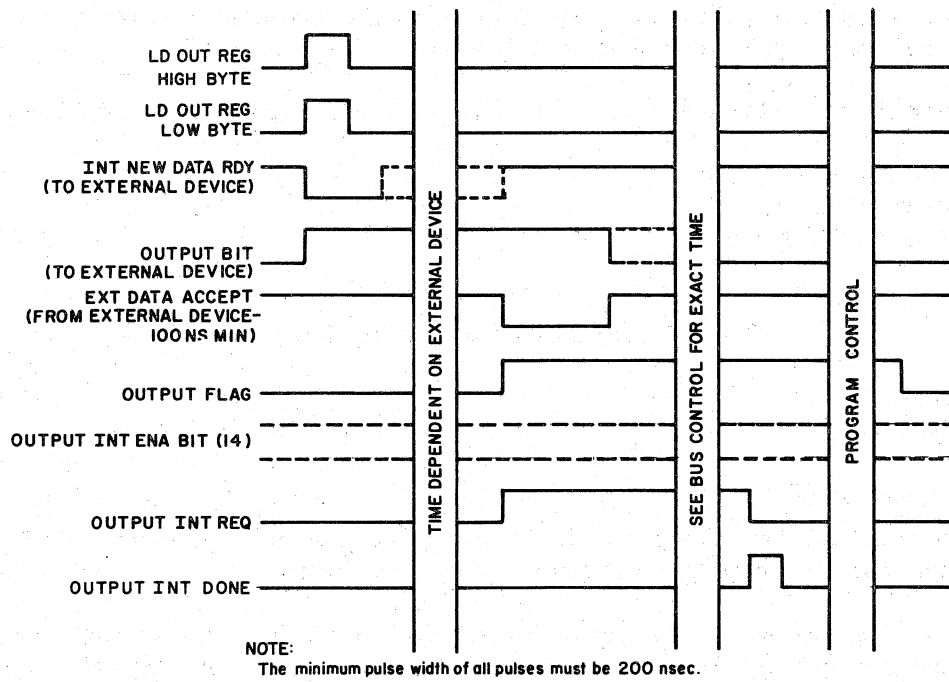 LD OUT REG
HIGH BYTE
LD OUT REG
LOW BYTE
INT NEW DATA RDY
(TO EXTERNAL DEVICE)
OUTPUT BIT
(TO EXTERNAL DEVICE)
EXT DATA ACCEPT
(FROM EXTERNAL DEVICE-
100NS MIN)
OUTPUT FLAG
OUTPUT INT ENA BIT (14)
OUTPUT INT REQ
OUTPUT INT DONE
TIME DEPENDENT ON EXTERNAL DEVICE
SEE BUS CONTROL FOR EXACT TIME
PROGRAM CONTROL
NOTE:
The minimum pulse width of all pulses must be 200 nsec.